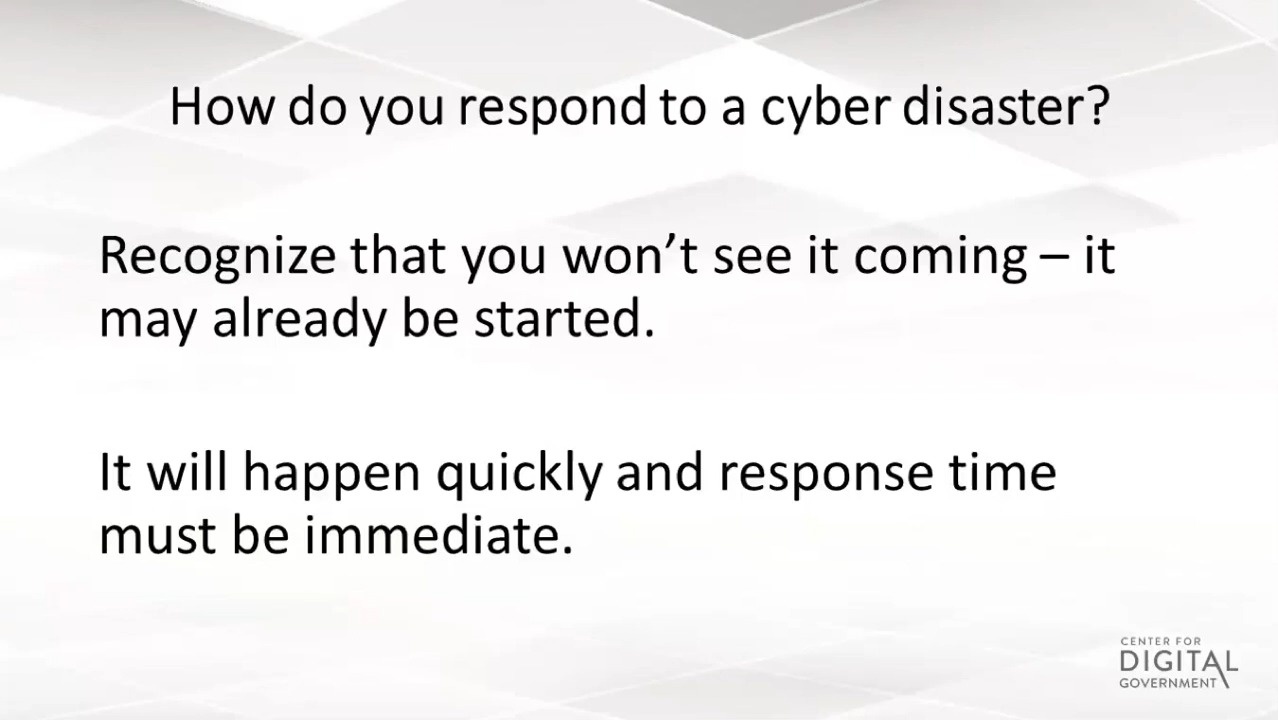 How do you respond to a cyber disaster?
Recognize that you won’t see it coming – it
may already be started.
It will happen quickly and response time
must be immediate.
CENTER FOR
DIGITAL
GOVERNMENT